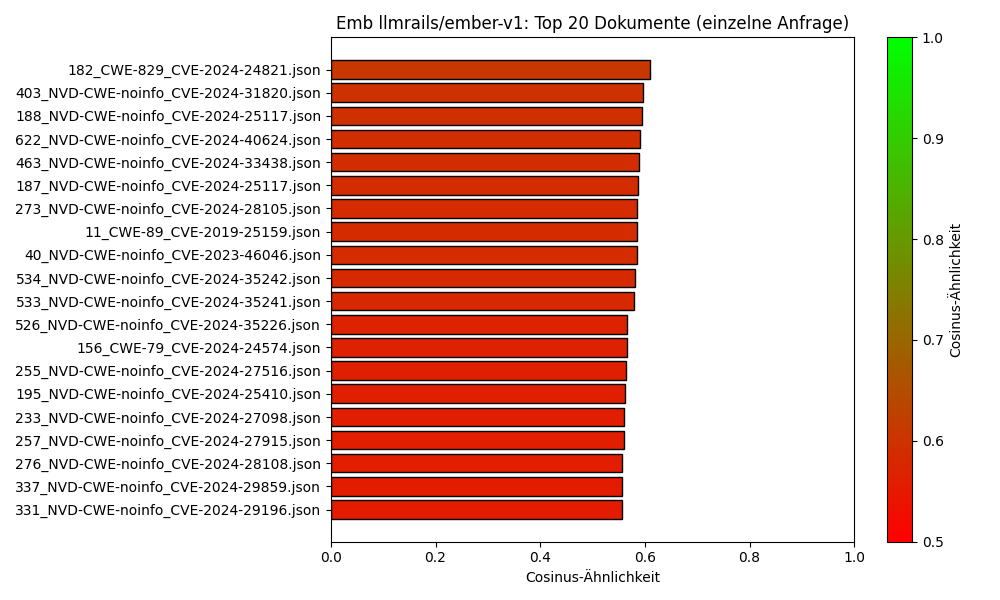 Emb llmrails/ember-v1: Top 20 Dokumente (einzelne Anfrage)
182_CWE-829_CVE-2024-24821.json
403_NVD-CWE-noinfo_CVE-2024-31820.json
188_NVD-CWE-noinfo_CVE-2024-25117.json
622_NVD-CWE-noinfo_CVE-2024-40624.json
463_NVD-CWE-noinfo_CVE-2024-33438.json
187_NVD-CWE-noinfo_CVE-2024-25117.json
273_NVD-CWE-noinfo_CVE-2024-28105.json
11_CWE-89_CVE-2019-25159.json
40_NVD-CWE-noinfo_CVE-2023-46046.json
534_NVD-CWE-noinfo_CVE-2024-35242.json
533_NVD-CWE-noinfo_CVE-2024-35241.json
526_NVD-CWE-noinfo_CVE-2024-35226.json
156_CWE-79_CVE-2024-24574.json
255_NVD-CWE-noinfo_CVE-2024-27516.json
195_NVD-CWE-noinfo_CVE-2024-25410.json
233_NVD-CWE-noinfo_CVE-2024-27098.json
257_NVD-CWE-noinfo_CVE-2024-27915.json
276_NVD-CWE-noinfo_CVE-2024-28108.json
337_NVD-CWE-noinfo_CVE-2024-29859.json
331_NVD-CWE-noinfo_CVE-2024-29196.json
0.0 0.2 0.4 0.6 0.8 1.0
Cosinus-Ähnlichkeit
1.0
0.9
0.8
0.7
0.6
0.5
Cosinus-Ähnlichkeit